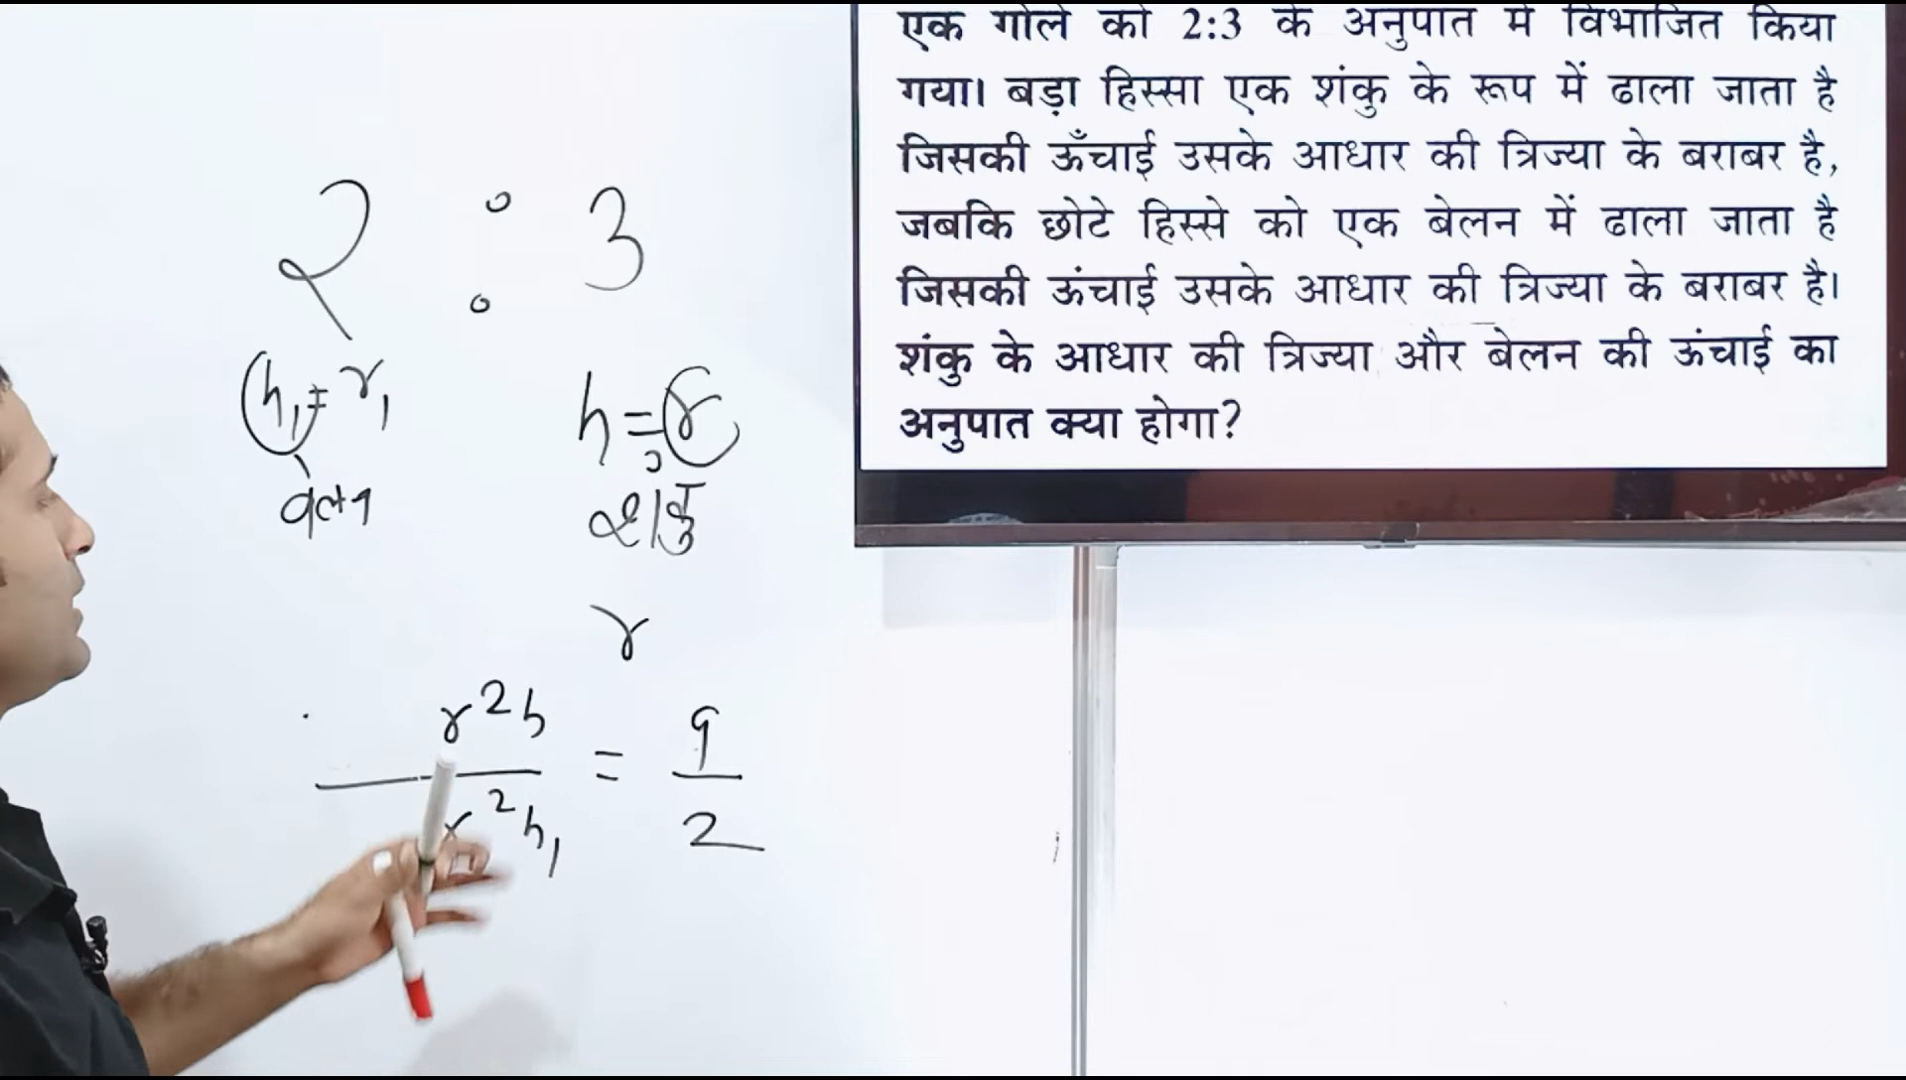 एक गोले को 2:3 के अनुपात में विभाजित किया
गया। बड़ा हिस्सा एक शंकु के रूप में ढाला जाता है
जिसकी ऊँचाई उसके आधार की त्रिज्या के बराबर है,
जबकि छोटे हिस्से को एक बेलन में ढाला जाता है
जिसकी ऊंचाई उसके आधार की त्रिज्या के बराबर है।
शंकु के आधार की त्रिज्या और बेलन की ऊंचाई का
अनुपात क्या होगा?
२ : 3
h₁ = r₁ h = r
शंकु
r
r²h = 9
r²h₁ 2